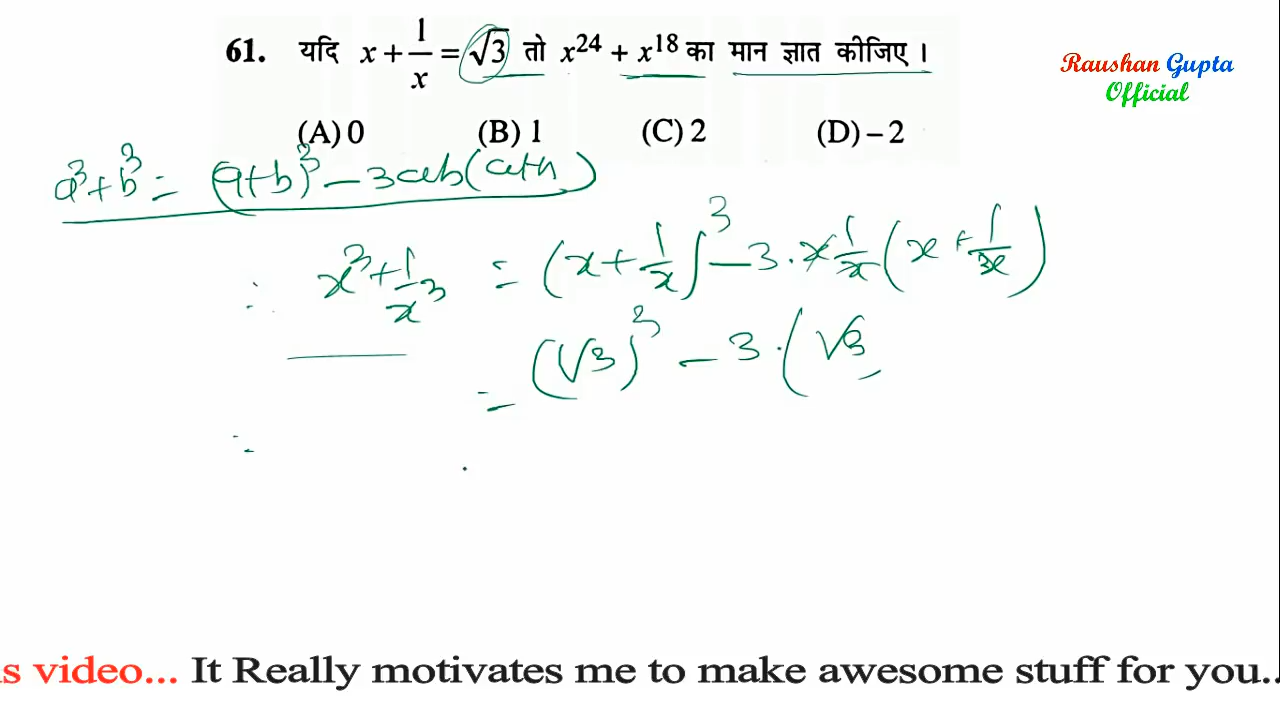 61. यदि x + 1/x = √3 तो x²⁴ + x¹⁸ का मान ज्ञात कीजिए ।
Raushan Gupta
Official
(A) 0 (B) 1 (C) 2 (D) – 2
a³ + b³ = (a+b)³ – 3ab(a+b)
∴ x³ + 1/x³ = (x + 1/x)³ – 3 · x 1/x (x + 1/x)
= (√3)³ – 3 · (√3
s video... It Really motivates me to make awesome stuff for you..